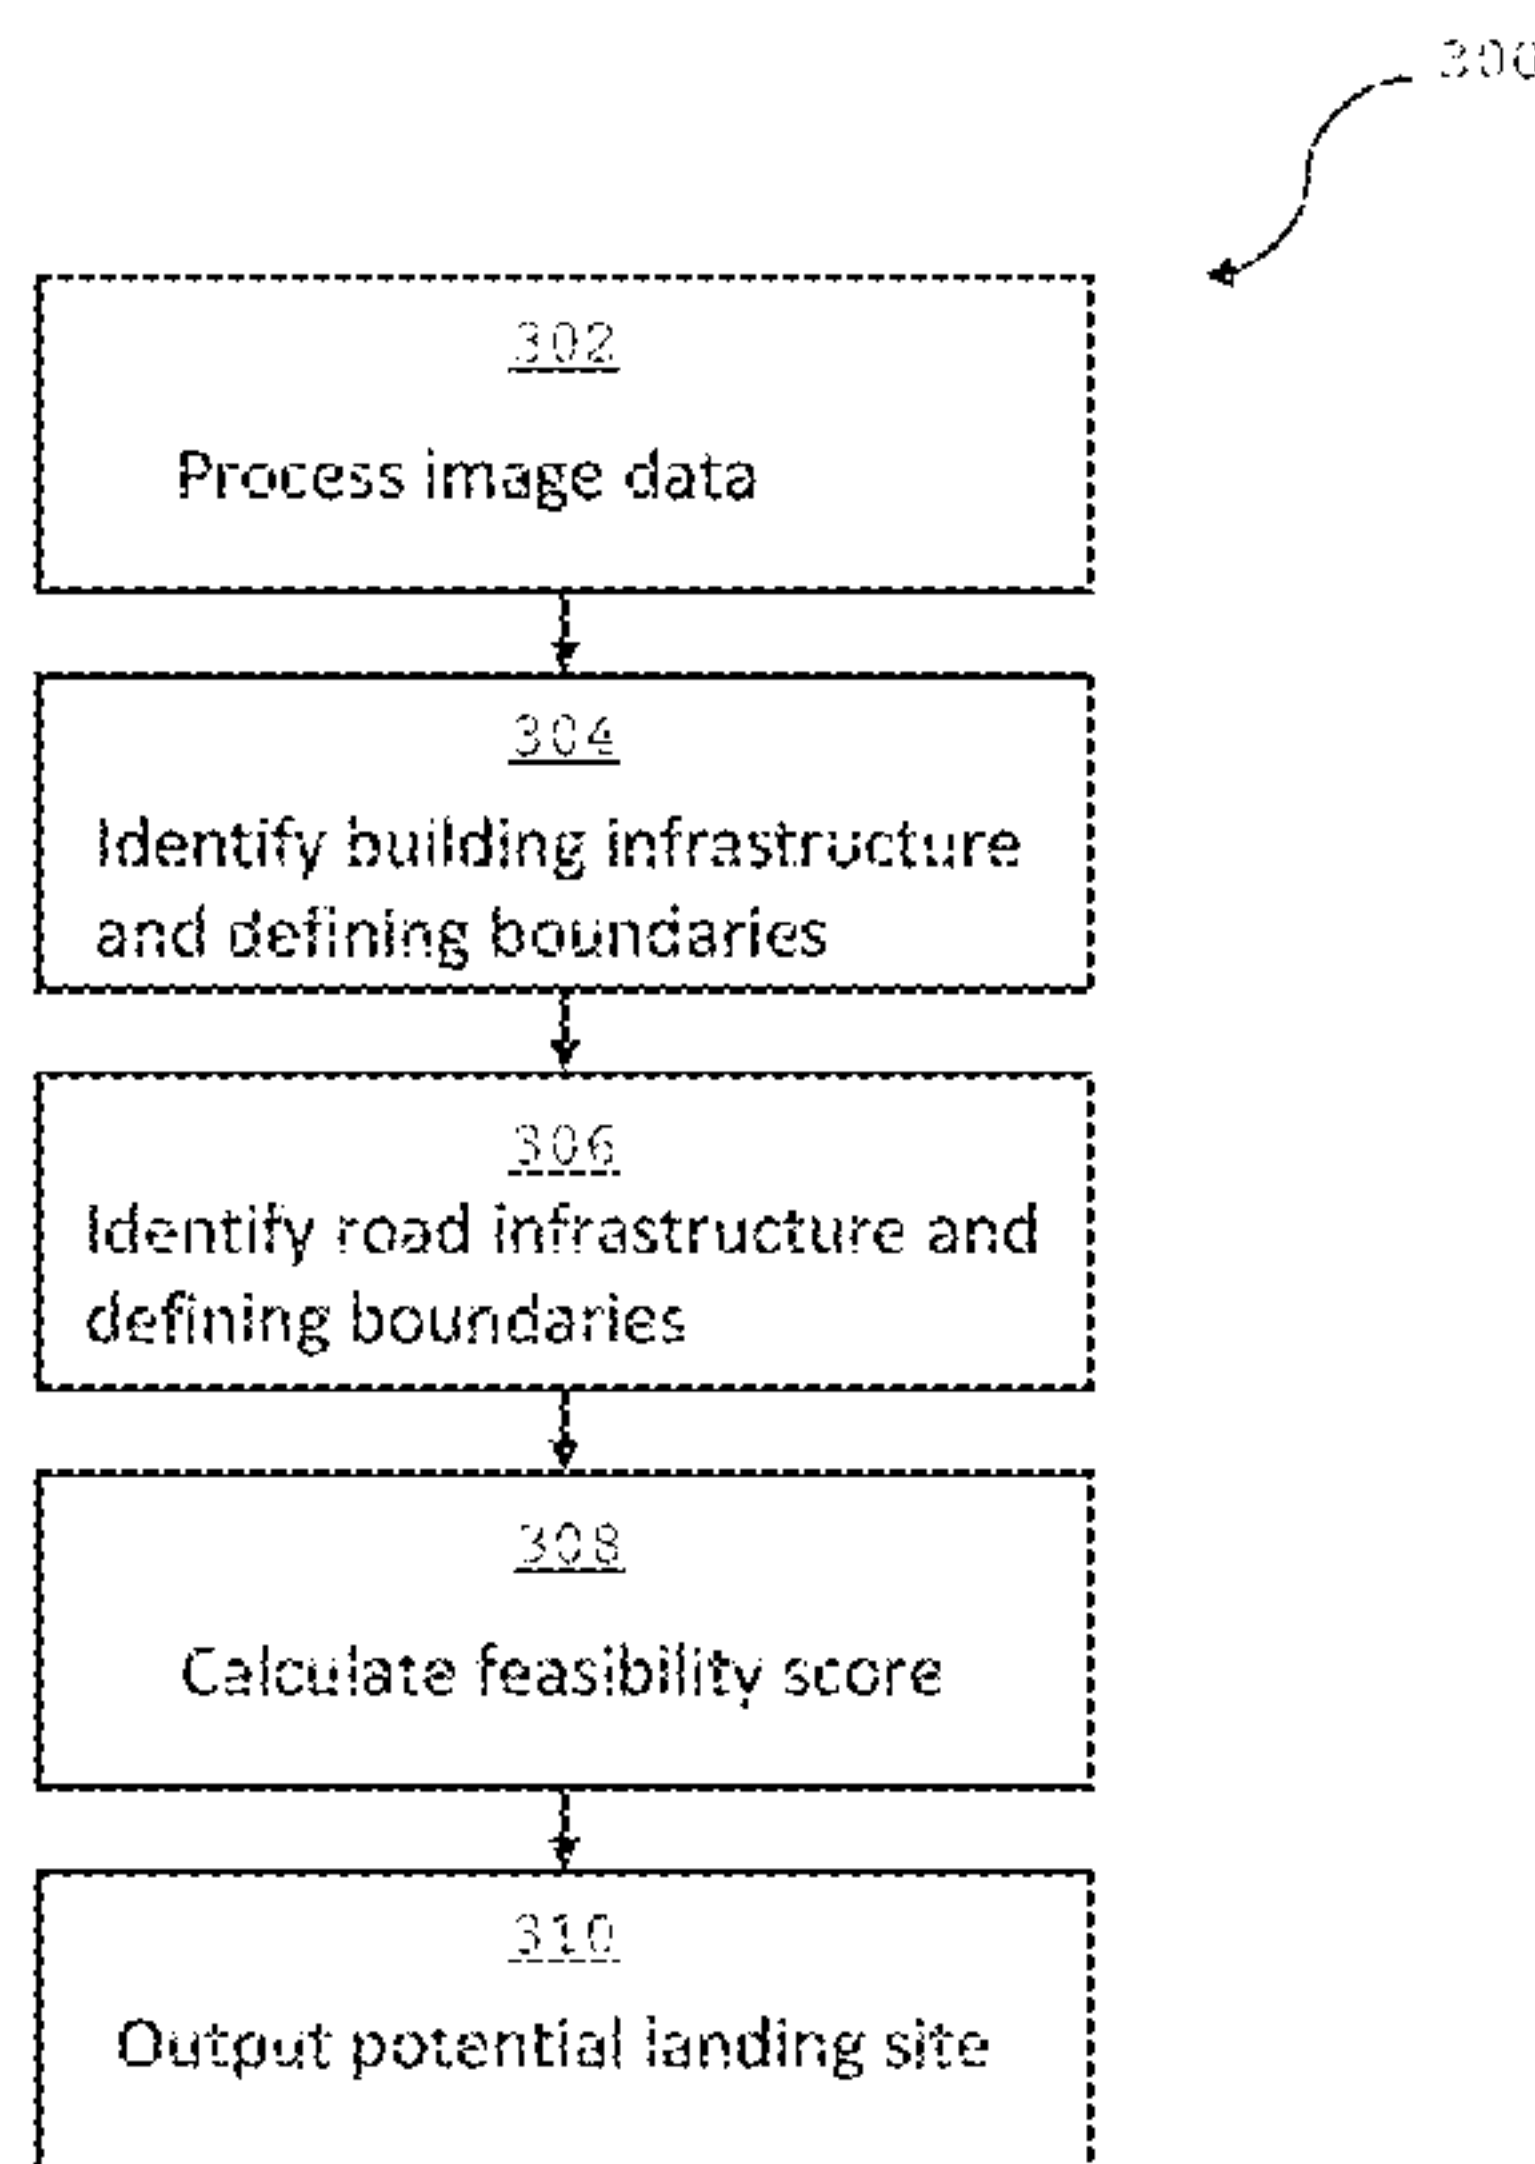 300
302
Process image data
304
Identify building infrastructure
and defining boundaries
306
Identify road infrastructure and
defining boundaries
308
Calculate feasibility score
310
Output potential landing site